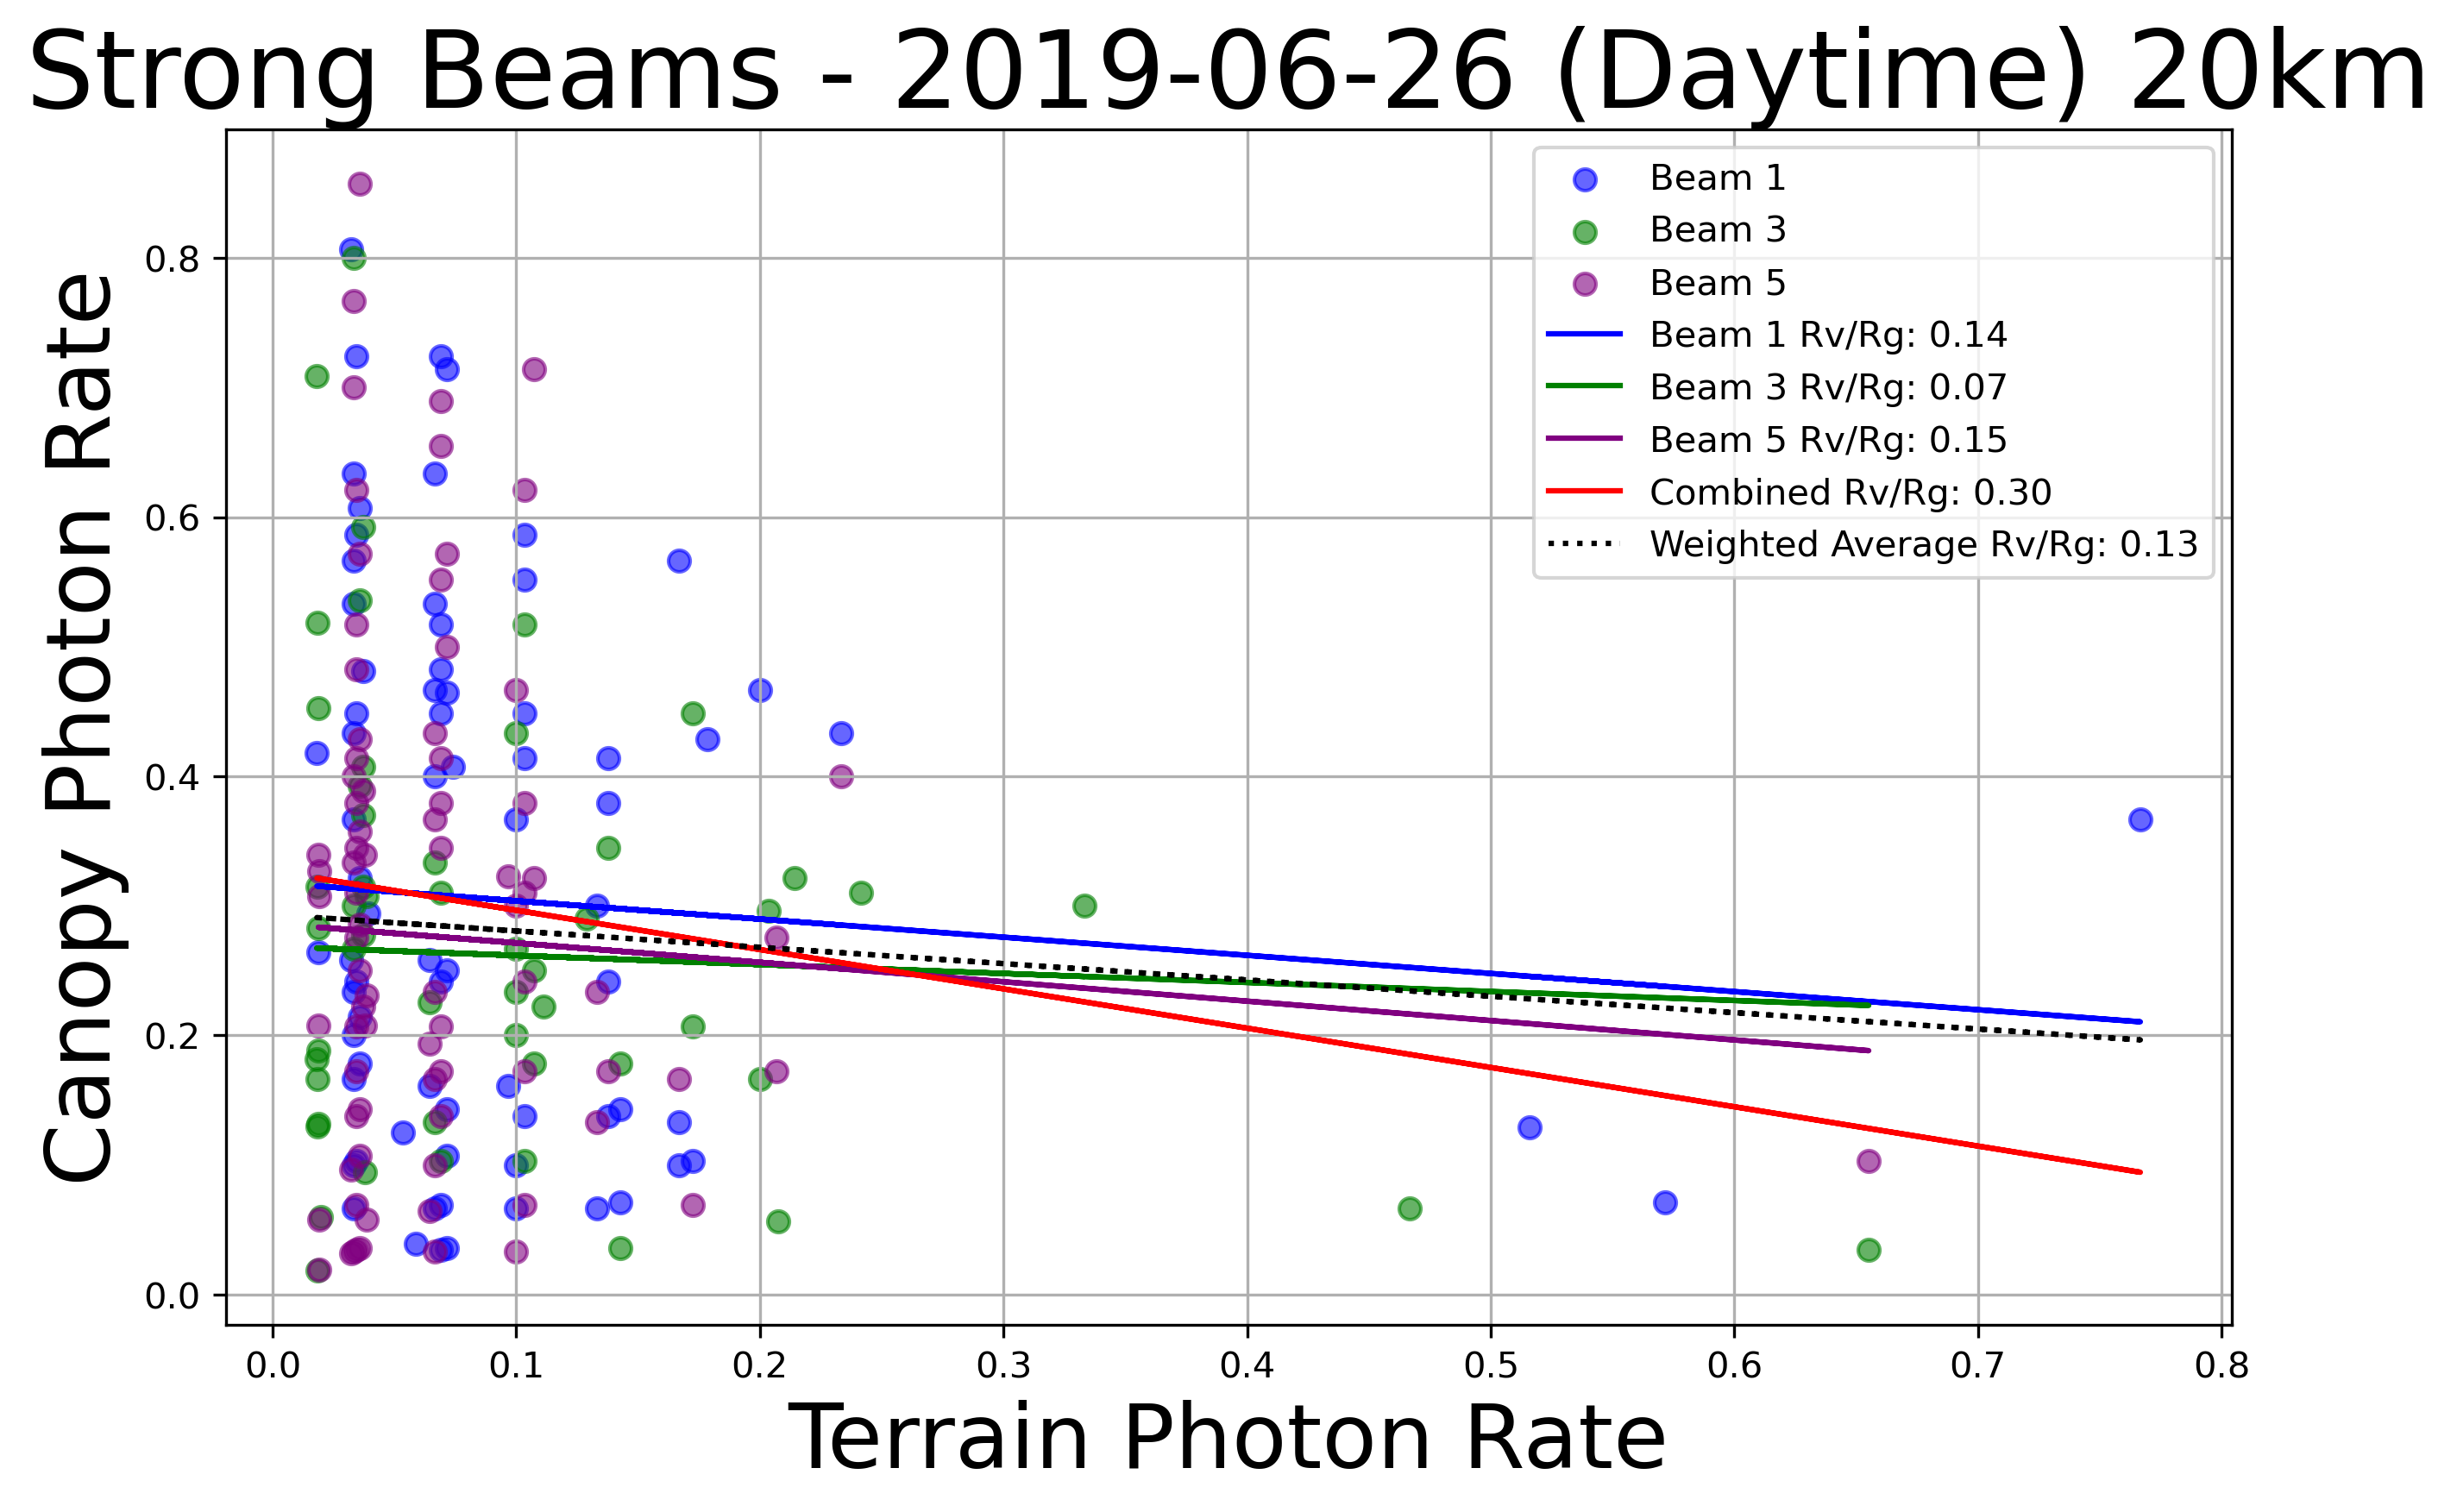 Strong Beams - 2019-06-26 (Daytime) 20km
Canopy Photon Rate
0.8
0.6
0.4
0.2
0.0
Beam 1
Beam 3
Beam 5
Beam 1 Rv/Rg: 0.14
Beam 3 Rv/Rg: 0.07
Beam 5 Rv/Rg: 0.15
Combined Rv/Rg: 0.30
Weighted Average Rv/Rg: 0.13
0.0 0.1 0.2 0.3 0.4 0.5 0.6 0.7 0.8
Terrain Photon Rate